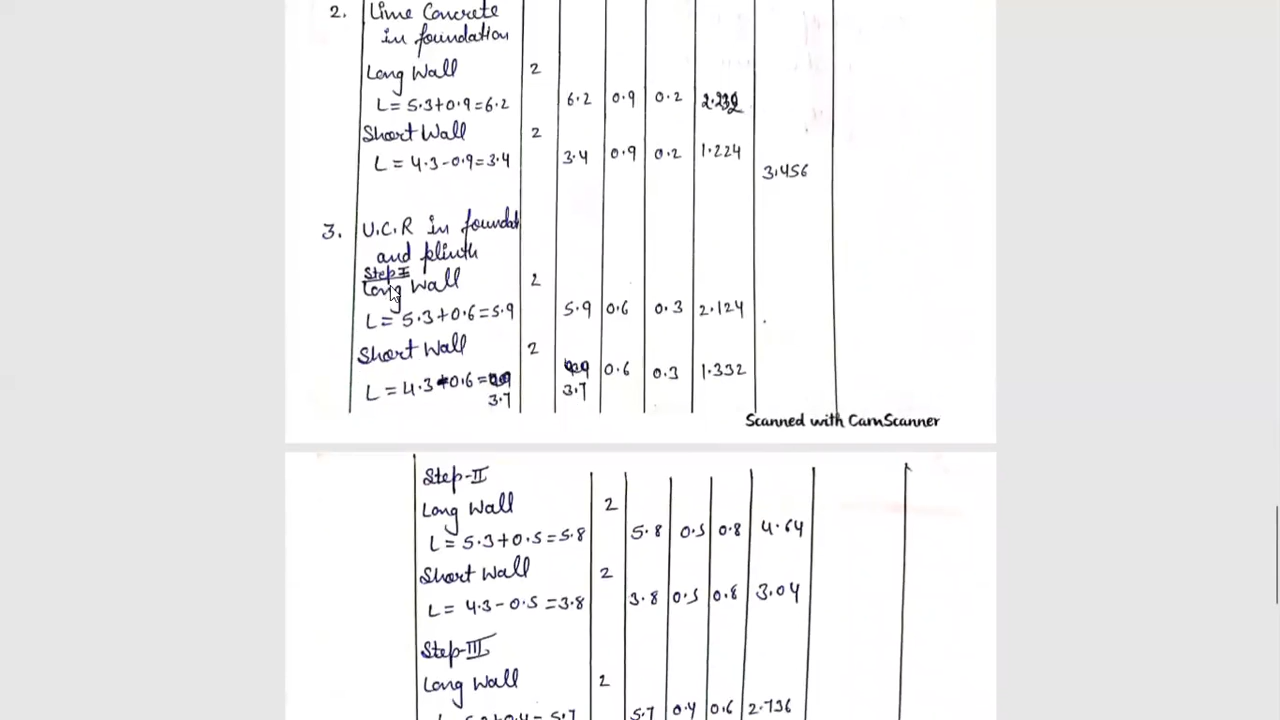 2. Lime Concrete
in foundation
Long Wall 2
L = 5.3+0.9=6.2 6.2 0.9 0.2 2.232
Short Wall 2
L = 4.3-0.9=3.4 3.4 0.9 0.2 1.224
3.456
3. U.C.R in foundat
and plinth
Step-I
Long Wall 2
L = 5.3+0.6=5.9 5.9 0.6 0.3 2.124
Short Wall 2
L = 4.3-0.6= 0.6 0.3 1.332
3.7 3.7
Scanned with CamScanner
Step-II
Long Wall 2
L = 5.3+0.5=5.8 5.8 0.5 0.8 4.64
Short Wall 2
L = 4.3-0.5=3.8 3.8 0.5 0.8 3.04
Step-III
Long Wall 2
5.7 5.7 0.4 0.6 2.736